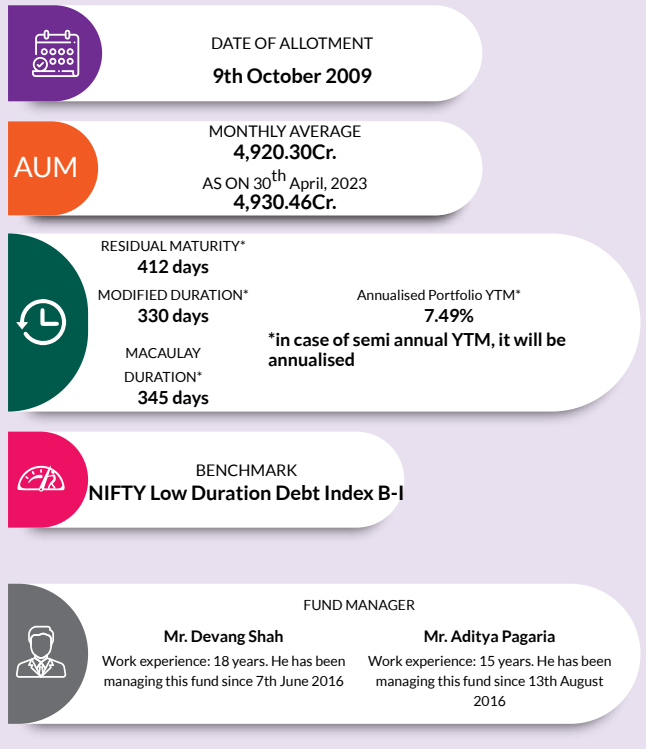 DATE OF ALLOTMENT
9th October 2009
AUM
MONTHLY AVERAGE
4,920.30Cr.
AS ON 30th April, 2023
4,930.46Cr.
RESIDUAL MATURITY*
412 days
MODIFIED DURATION*
330 days
MACAULAY
DURATION*
345 days
Annualised Portfolio YTM*
7.49%
*in case of semi annual YTM, it will be
annualised
BENCHMARK
NIFTY Low Duration Debt Index B-I
FUND MANAGER
Mr. Devang Shah
Work experience: 18 years. He has been
managing this fund since 7th June 2016
Mr. Aditya Pagaria
Work experience: 15 years. He has been
managing this fund since 13th August
2016